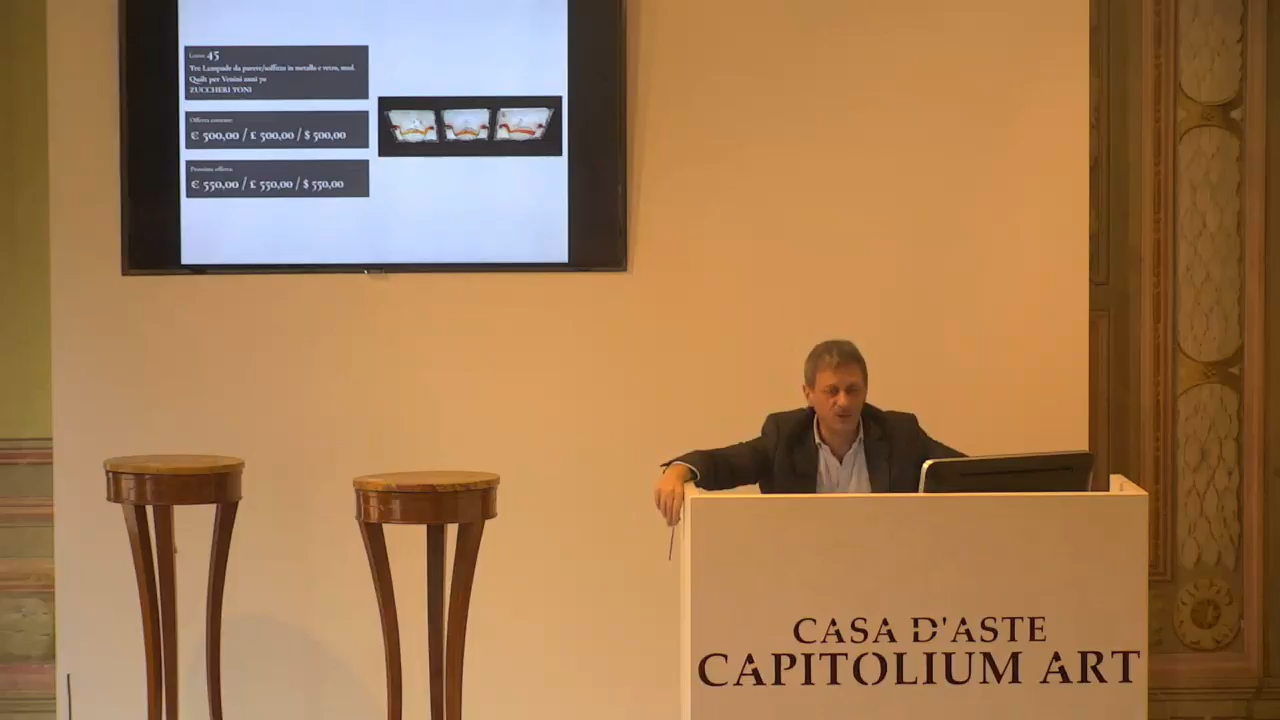 Lotto 45
Tre Lampade da parete/soffitto in metallo e vetro, mod.
Quilt per Venini anni 70
ZUCCHERI TONI
Offerta corrente:
€ 500,00 / £ 500,00 / $ 500,00
Prossima offerta:
€ 550,00 / £ 550,00 / $ 550,00
CASA D'ASTE
CAPITOLIUM ART